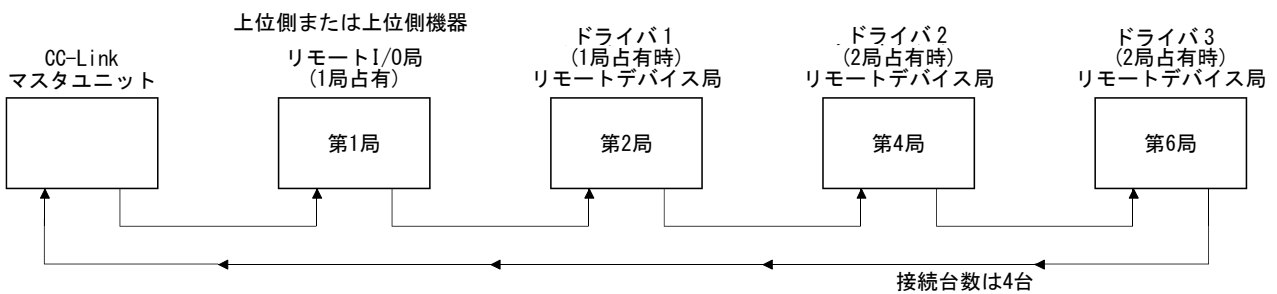 上位側または上位側機器
CC-Link
マスタユニット
リモートI/O局
(1局占有)
ドライバ1
(1局占有時)
リモートデバイス局
ドライバ2
(2局占有時)
リモートデバイス局
ドライバ3
(2局占有時)
リモートデバイス局
第1局
第2局
第4局
第6局
接続台数は4台